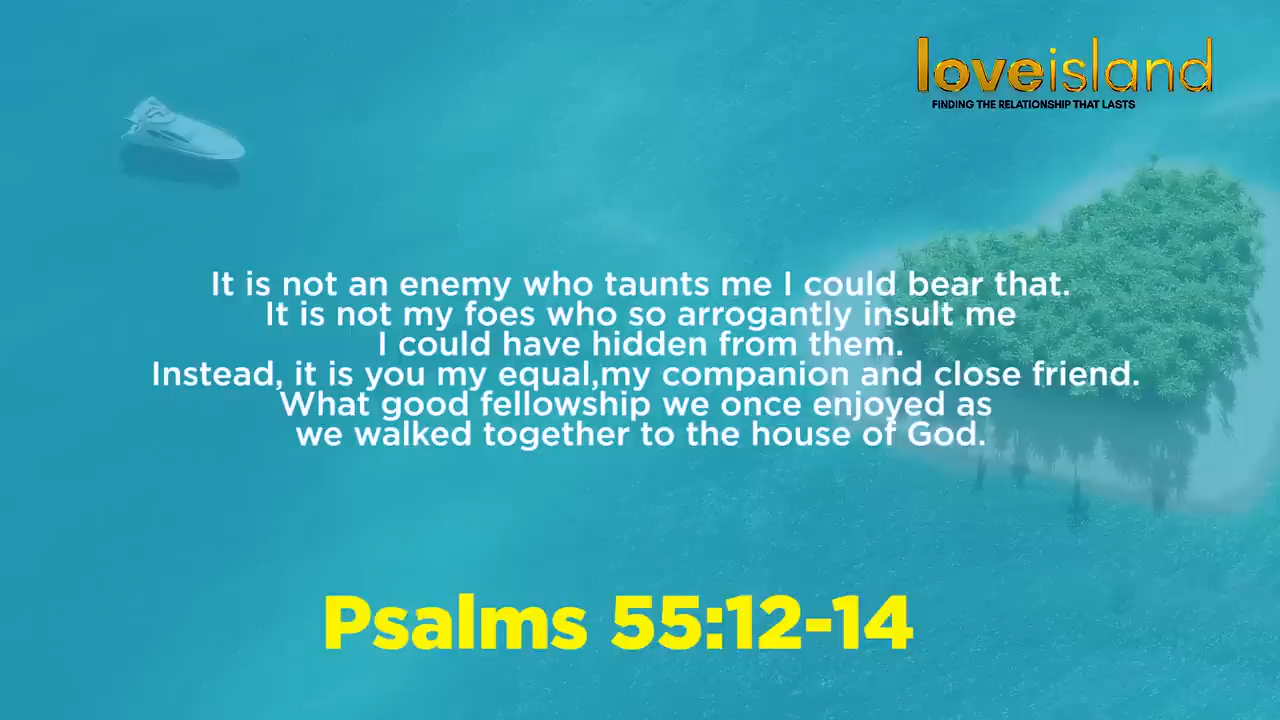 loveisland
FINDING THE RELATIONSHIP THAT LASTS
It is not an enemy who taunts me I could bear that.
It is not my foes who so arrogantly insult me
I could have hidden from them.
Instead, it is you my equal,my companion and close friend.
What good fellowship we once enjoyed as
we walked together to the house of God.
Psalms 55:12-14